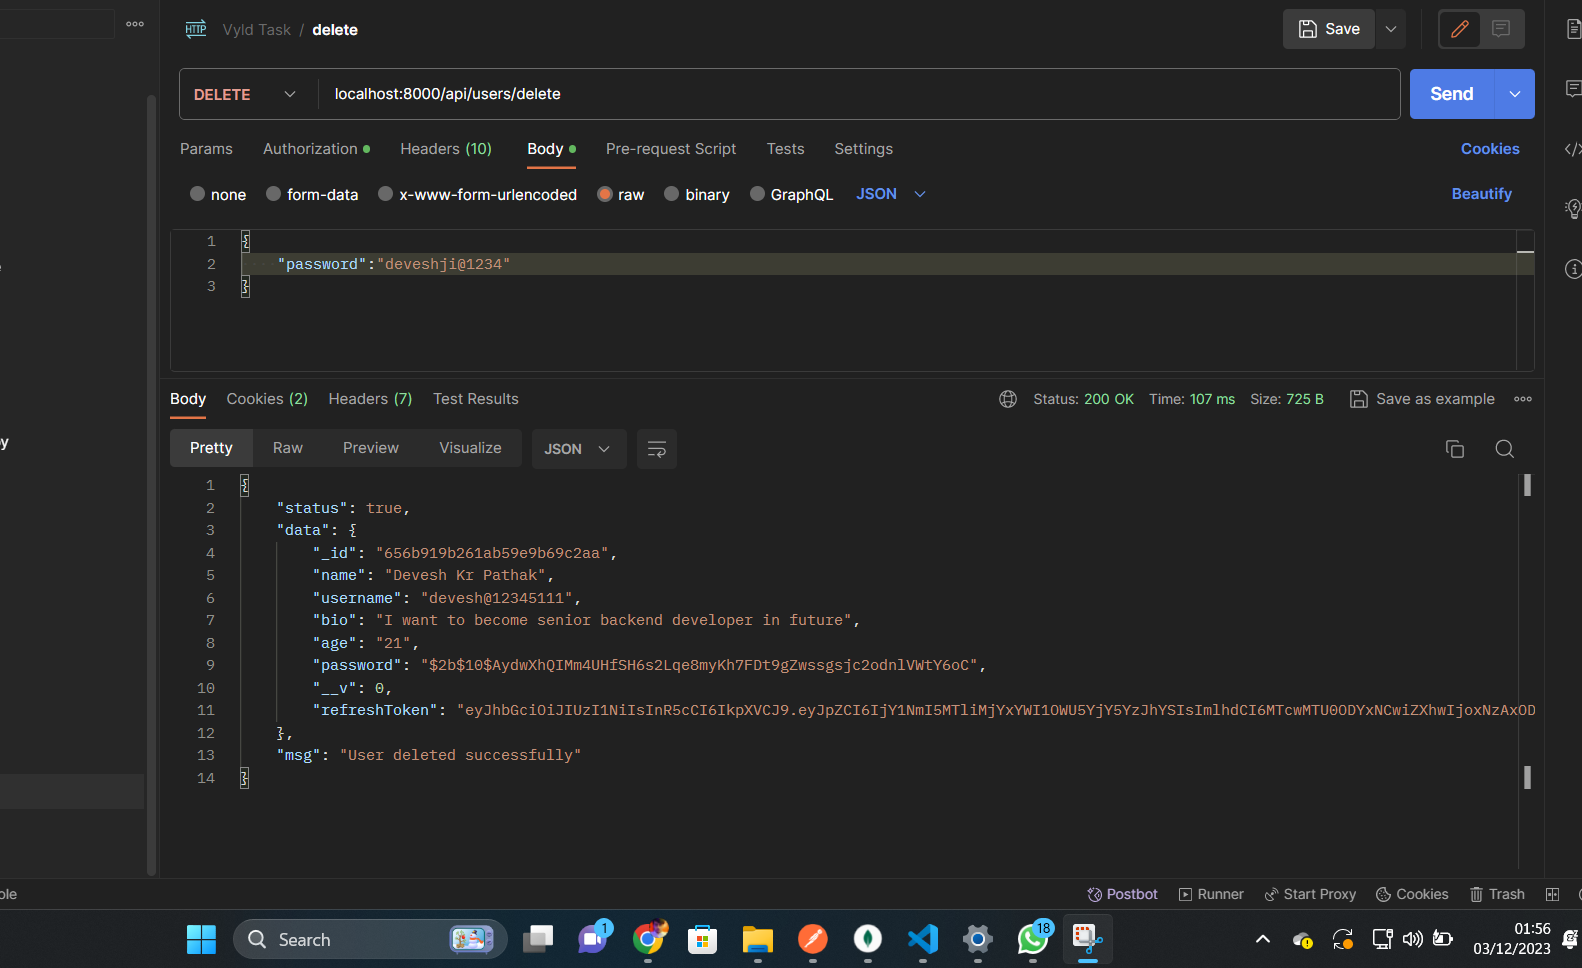 HTTP Vyld Task / delete Save
DELETE localhost:8000/api/users/delete Send
Params Authorization Headers (10) Body Pre-request Script Tests Settings Cookies
none form-data x-www-form-urlencoded raw binary GraphQL JSON Beautify
1 {
2 "password":"deveshji@1234"
3 }
Body Cookies (2) Headers (7) Test Results Status: 200 OK Time: 107 ms Size: 725 B Save as example
Pretty Raw Preview Visualize JSON
1 {
2 "status": true,
3 "data": {
4 "_id": "656b919b261ab59e9b69c2aa",
5 "name": "Devesh Kr Pathak",
6 "username": "devesh@12345111",
7 "bio": "I want to become senior backend developer in future",
8 "age": "21",
9 "password": "$2b$10$AydwXhQIMm4UHfSH6s2Lqe8myKh7FDt9gZwssgsjc2odnlVWtY6oC",
10 "__v": 0,
11 "refreshToken": "eyJhbGciOiJIUzI1NiIsInR5cCI6IkpXVCJ9.eyJpZCI6IjY1NmI5MTliMjYxYWI1OWU5YjY5YzJhYSIsImlhdCI6MTcwMTU0ODYxNCwiZXhwIjoxNzAxOD
12 },
13 "msg": "User deleted successfully"
14 }
Postbot Runner Start Proxy Cookies Trash
Search 1 18 01:56
03/12/2023